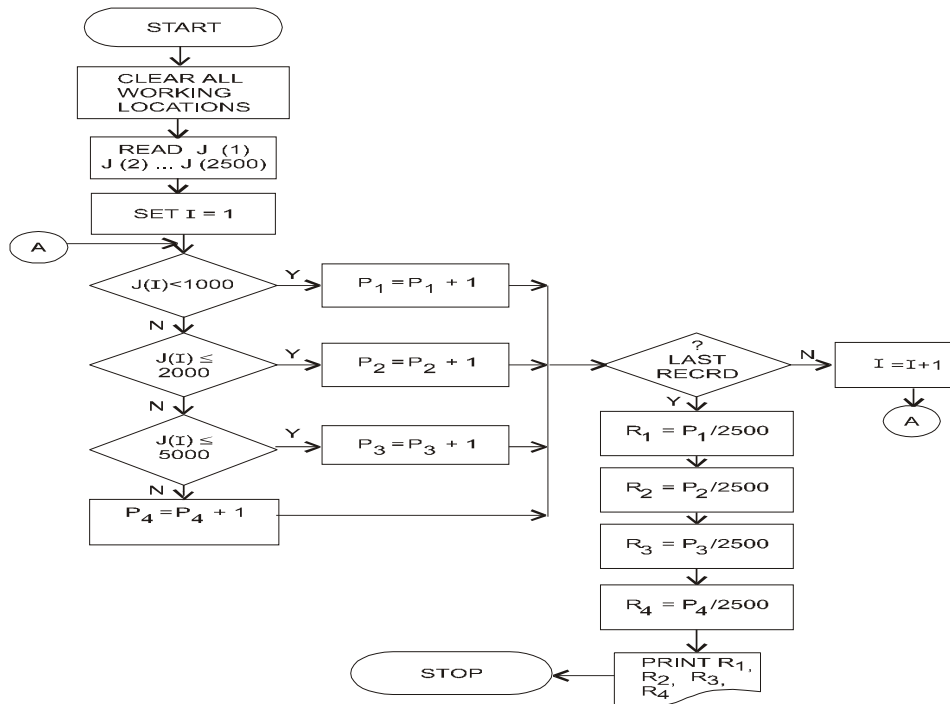 START
CLEAR ALL
WORKING
LOCATIONS
READ J (1)
J (2) ... J (2500)
SET I = 1
A
J(I)<1000
Y
P1 = P1 + 1
N
J(I) ≤
2000
Y
P2 = P2 + 1
N
J(I) ≤
5000
Y
P3 = P3 + 1
N
P4 = P4 + 1
?
LAST
RECRD
N
I = I+1
A
Y
R1 = P1/2500
R2 = P2/2500
R3 = P3/2500
R4 = P4/2500
PRINT R1,
R2, R3,
R4
STOP